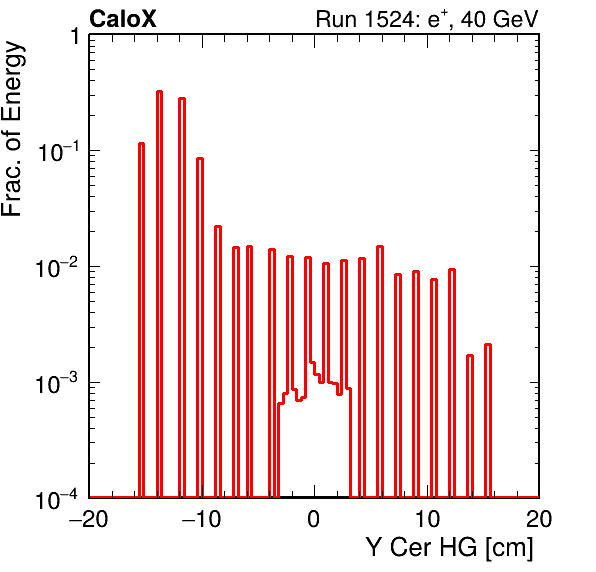 CaloX
Run 1524: e⁺, 40 GeV
Frac. of Energy
1
10⁻¹
10⁻²
10⁻³
10⁻⁴
−20
−10
0
10
20
Y Cer HG [cm]